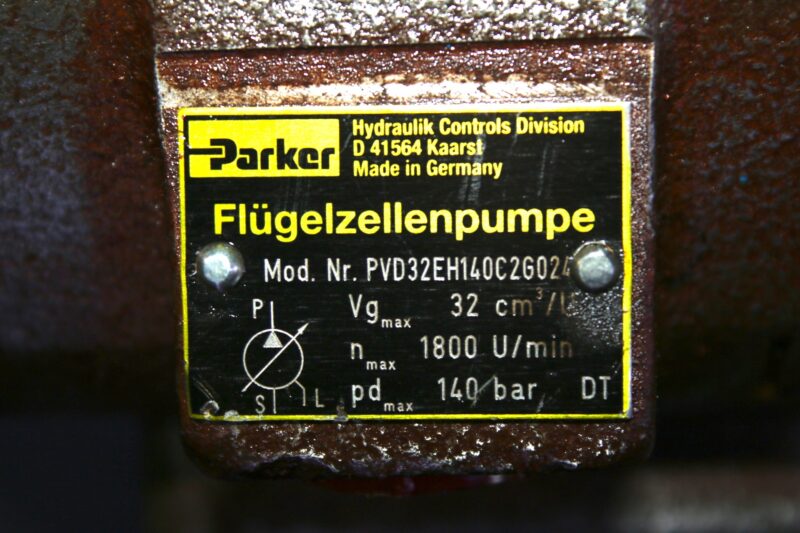 Parker
Hydraulik Controls Division
D 41564 Kaarst
Made in Germany
Flügelzellenpumpe
Mod. Nr. PVD32EH140C2G024
Vg max 32 cm³/U
n max 1800 U/min
pd max 140 bar DT
P
S L